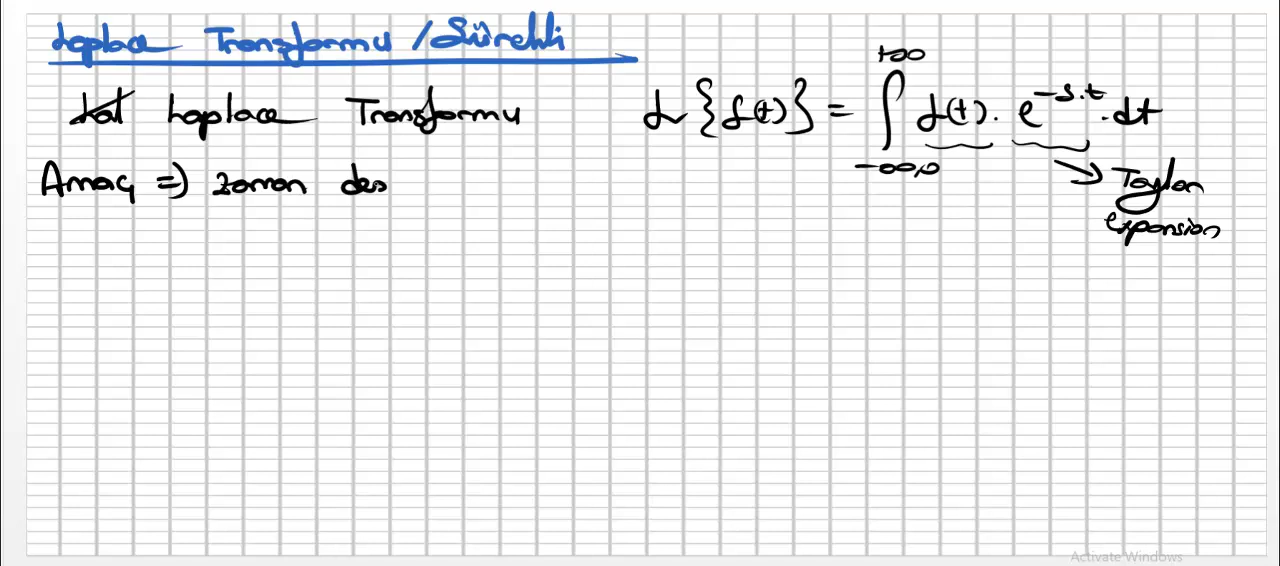 Laplace Transformu / Sürekli
Laplace Transformu
L{f(t)} = ∫ f(t) . e^{-s.t} . dt
+∞
-∞,0
Amaç => zaman
Taylor
expansion
Activate Windows